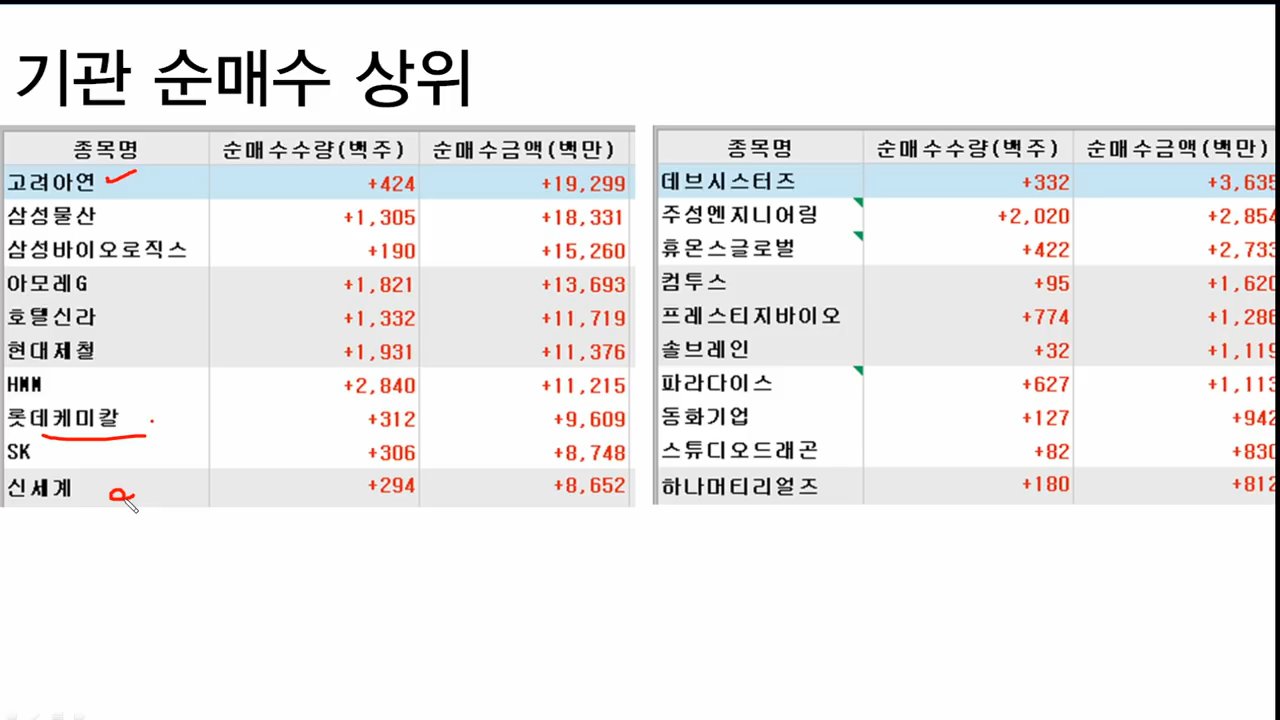 기관 순매수 상위
종목명 순매수수량(백주) 순매수금액(백만)
고려아연 +424 +19,299
삼성물산 +1,305 +18,331
삼성바이오로직스 +190 +15,260
아모레G +1,821 +13,693
호텔신라 +1,332 +11,719
현대제철 +1,931 +11,376
HMM +2,840 +11,215
롯데케미칼 +312 +9,609
SK +306 +8,748
신세계 +294 +8,652
종목명 순매수수량(백주) 순매수금액(백만)
데브시스터즈 +332 +3,635
주성엔지니어링 +2,020 +2,854
휴온스글로벌 +422 +2,733
컴투스 +95 +1,620
프레스티지바이오 +774 +1,286
솔브레인 +32 +1,119
파라다이스 +627 +1,113
동화기업 +127 +942
스튜디오드래곤 +82 +830
하나머티리얼즈 +180 +812